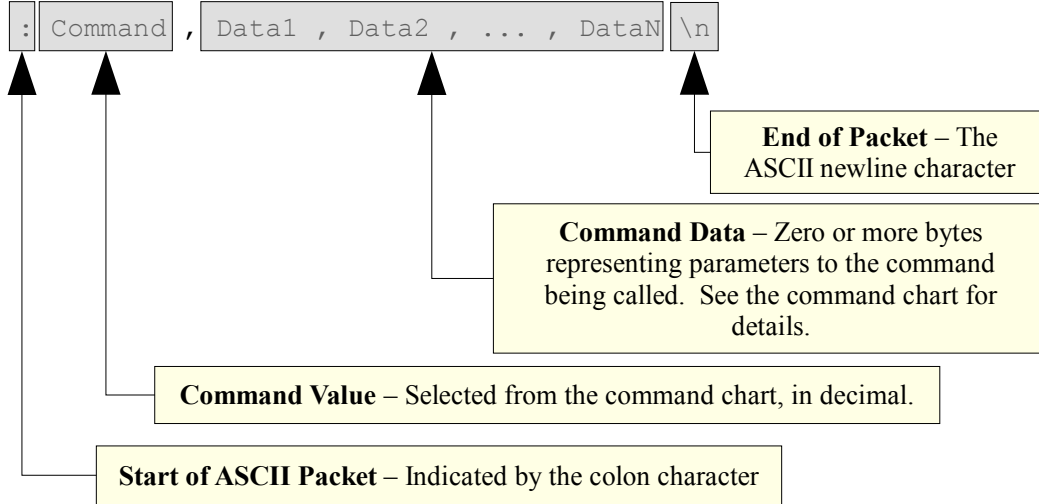 : Command , Data1 , Data2 , ... , DataN \n
End of Packet – The
ASCII newline character
Command Data – Zero or more bytes
representing parameters to the command
being called. See the command chart for
details.
Command Value – Selected from the command chart, in decimal.
Start of ASCII Packet – Indicated by the colon character